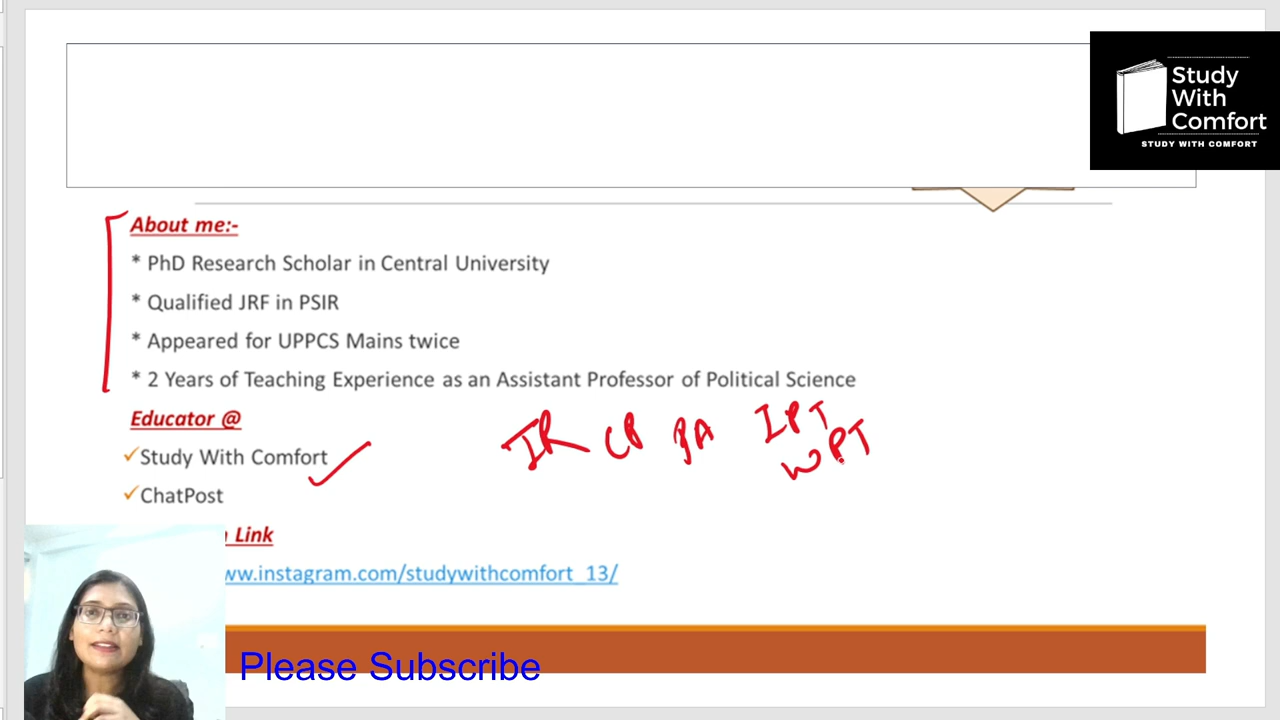 Study
With
Comfort
STUDY WITH COMFORT
About me:-
* PhD Research Scholar in Central University
* Qualified JRF in PSIR
* Appeared for UPPCS Mains twice
* 2 Years of Teaching Experience as an Assistant Professor of Political Science
Educator @
✓Study With Comfort
✓ChatPost
IR IPT
WPT
Link
ww.instagram.com/studywithcomfort_13/
Please Subscribe